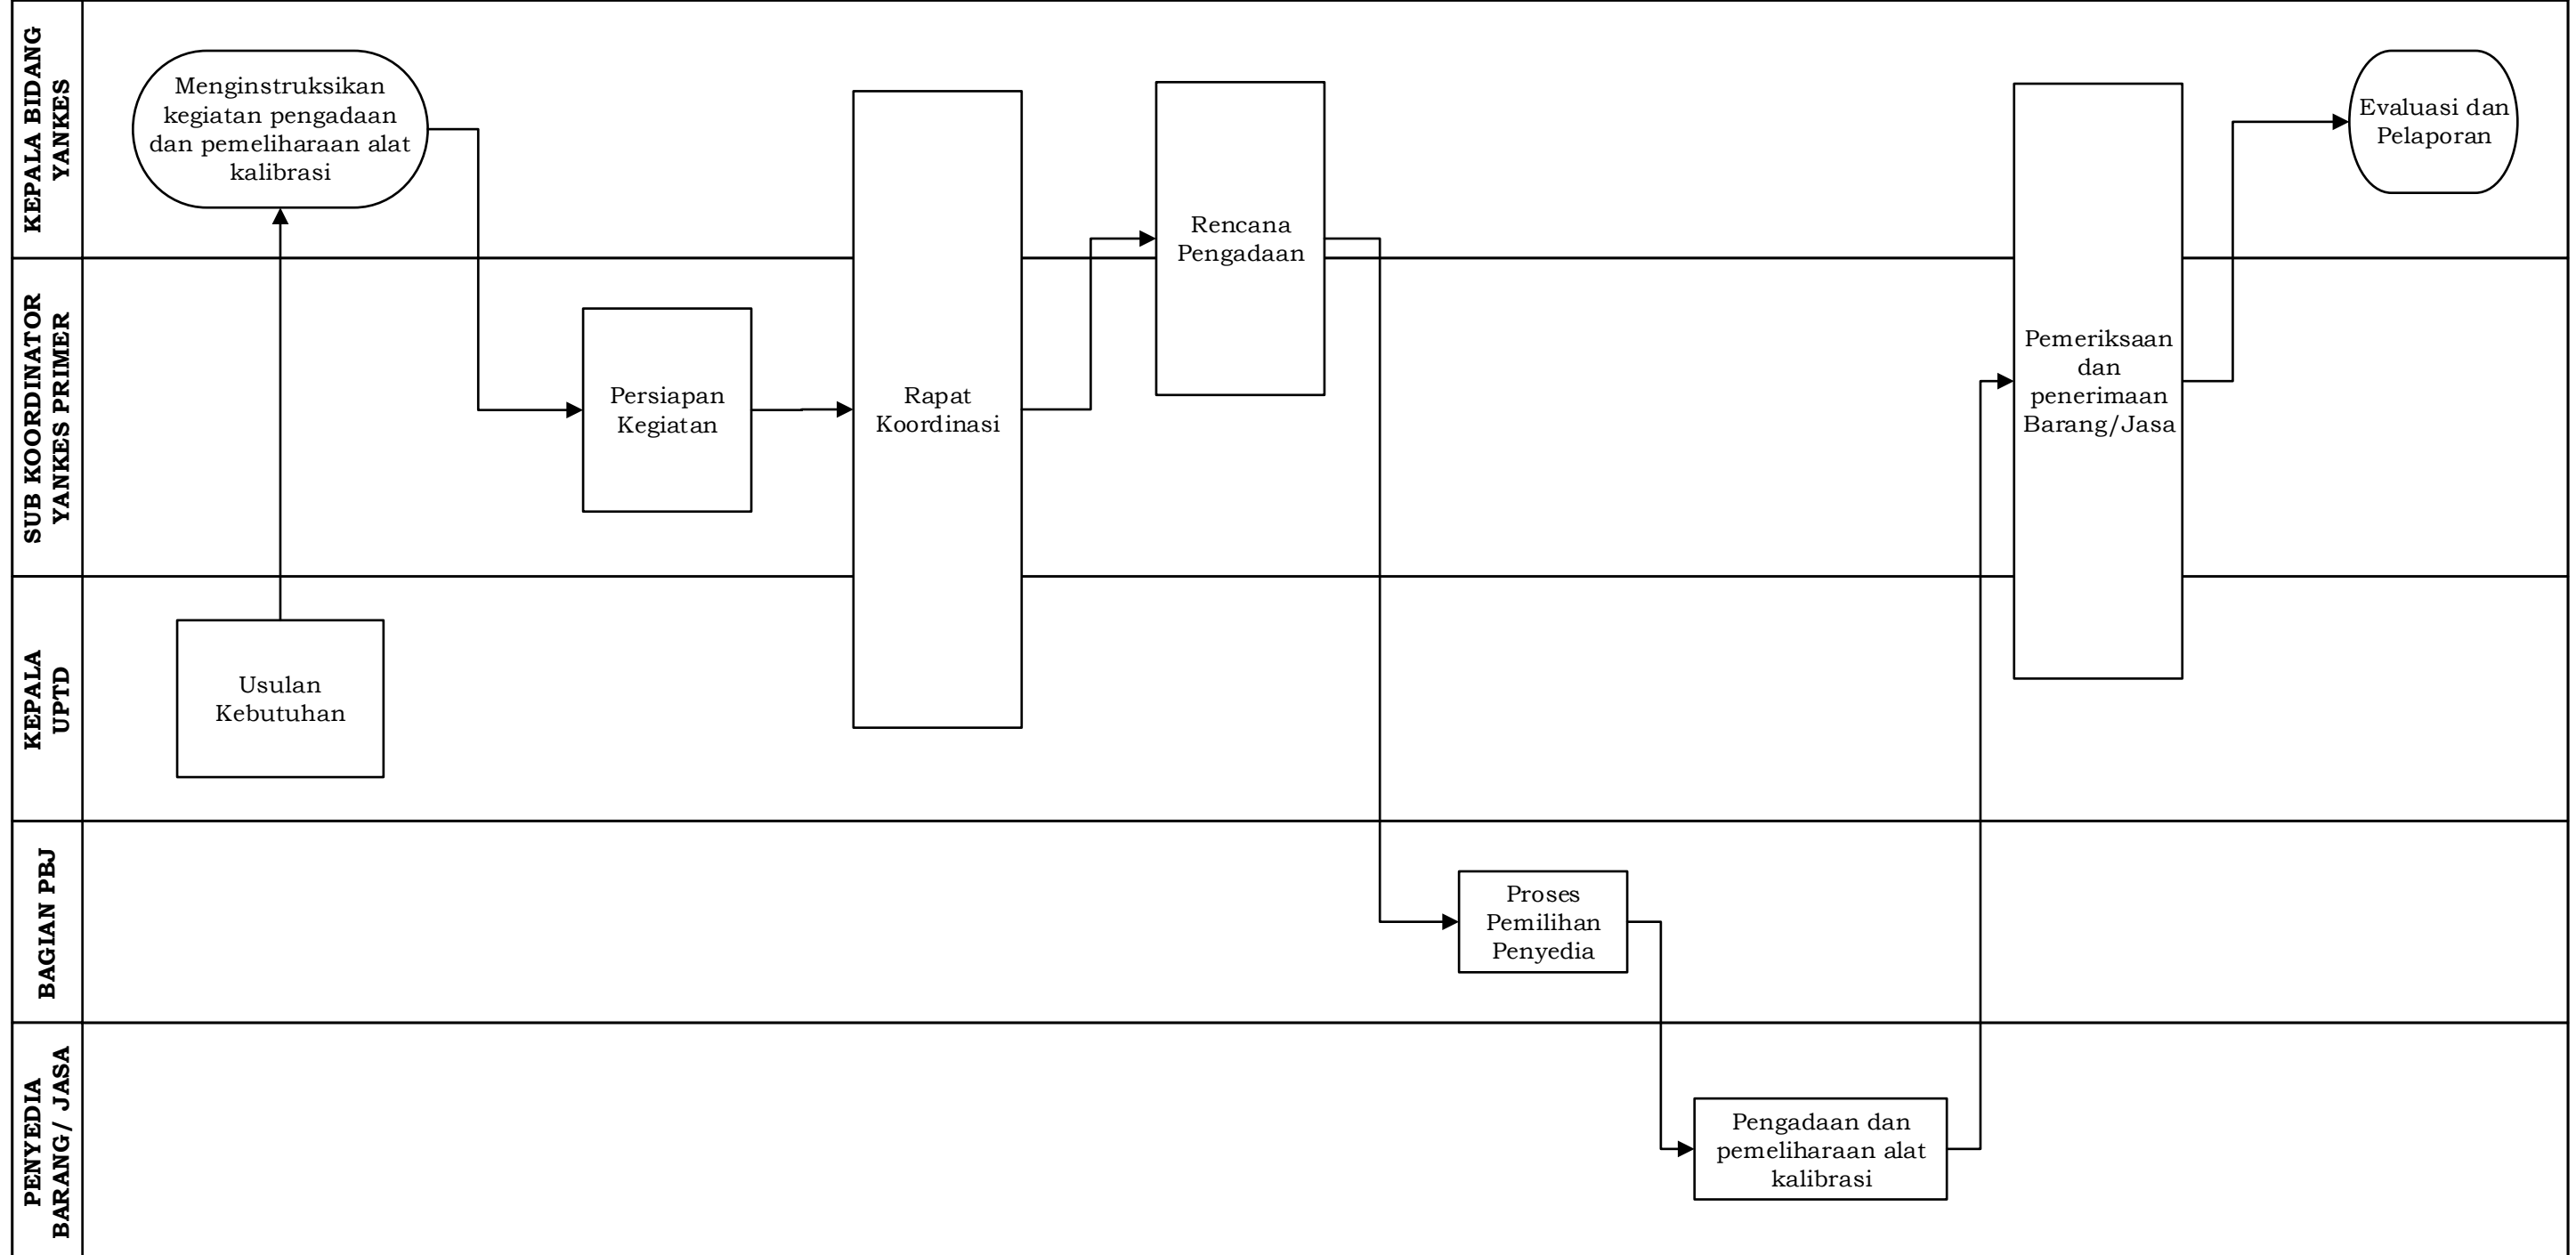 KEPALA BIDANG
YANKES
Menginstruksikan
kegiatan pengadaan
dan pemeliharaan alat
kalibrasi
Rencana
Pengadaan
Evaluasi dan
Pelaporan
SUB KOORDINATOR
YANKES PRIMER
Persiapan
Kegiatan
Rapat
Koordinasi
Pemeriksaan
dan
penerimaan
Barang/Jasa
KEPALA
UPTD
Usulan
Kebutuhan
BAGIAN PBJ
Proses
Pemilihan
Penyedia
PENYEDIA
BARANG/ JASA
Pengadaan dan
pemeliharaan alat
kalibrasi